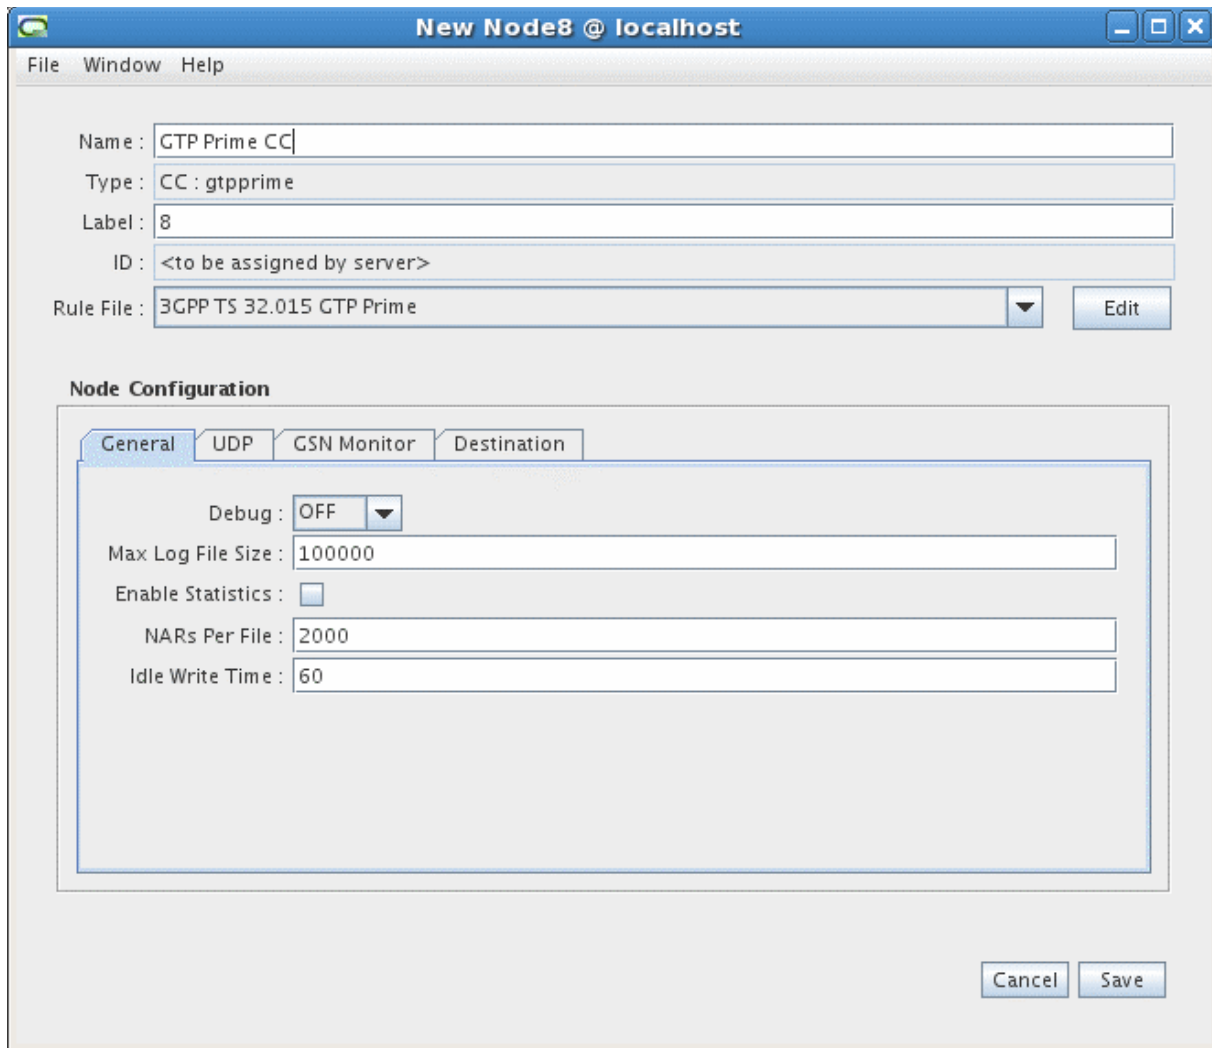 New Node8 @ localhost
File Window Help
Name : GTP Prime CC
Type : CC : gtpprime
Label : 8
ID : <to be assigned by server>
Rule File : 3GPP TS 32.015 GTP Prime Edit
Node Configuration
General UDP GSN Monitor Destination
Debug : OFF
Max Log File Size : 100000
Enable Statistics :
NARs Per File : 2000
Idle Write Time : 60
Cancel Save